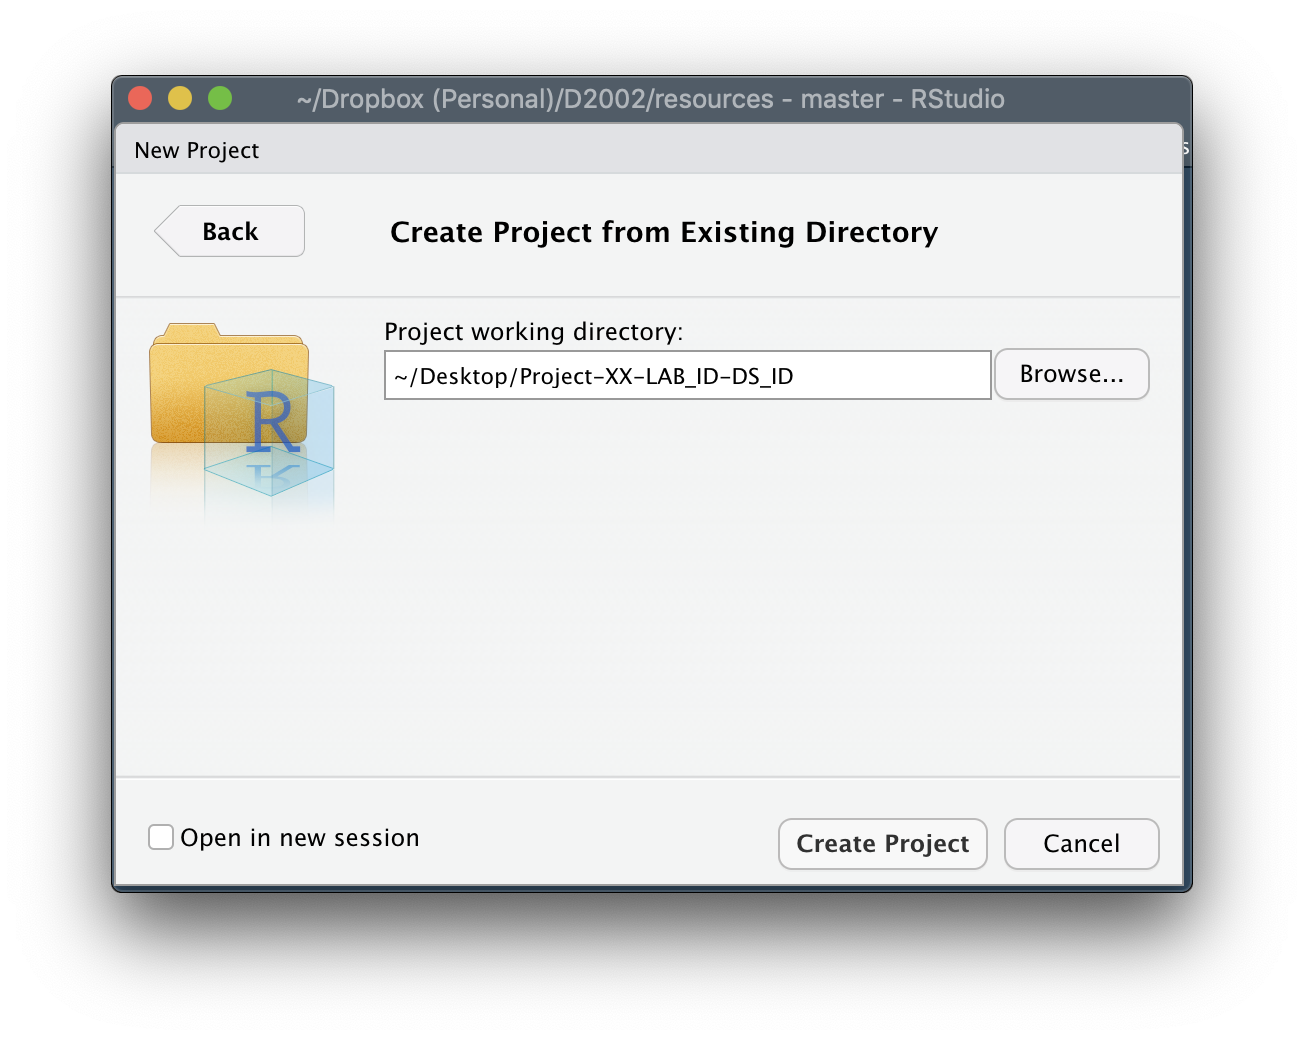 ~/Dropbox (Personal)/D2002/resources - master - RStudio
New Project
s
Back
Create Project from Existing Directory
R
Project working directory:
~/Desktop/Project-XX-LAB_ID-DS_ID
Browse...
Open in new session
Create Project
Cancel